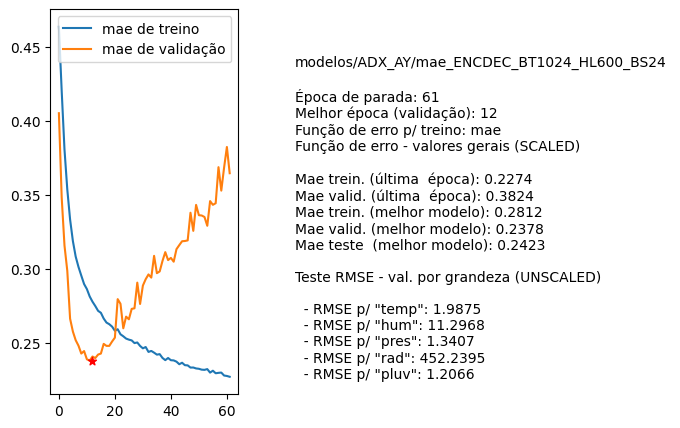 mae de treino
mae de validação
0.45
0.40
0.35
0.30
0.25
0
20
40
60
modelos/ADX_AY/mae_ENCDEC_BT1024_HL600_BS24
Época de parada: 61
Melhor época (validação): 12
Função de erro p/ treino: mae
Função de erro - valores gerais (SCALED)
Mae trein. (última  época): 0.2274
Mae valid. (última  época): 0.3824
Mae trein. (melhor modelo): 0.2812
Mae valid. (melhor modelo): 0.2378
Mae teste  (melhor modelo): 0.2423
Teste RMSE - val. por grandeza (UNSCALED)
- RMSE p/ "temp": 1.9875
- RMSE p/ "hum": 11.2968
- RMSE p/ "pres": 1.3407
- RMSE p/ "rad": 452.2395
- RMSE p/ "pluv": 1.2066